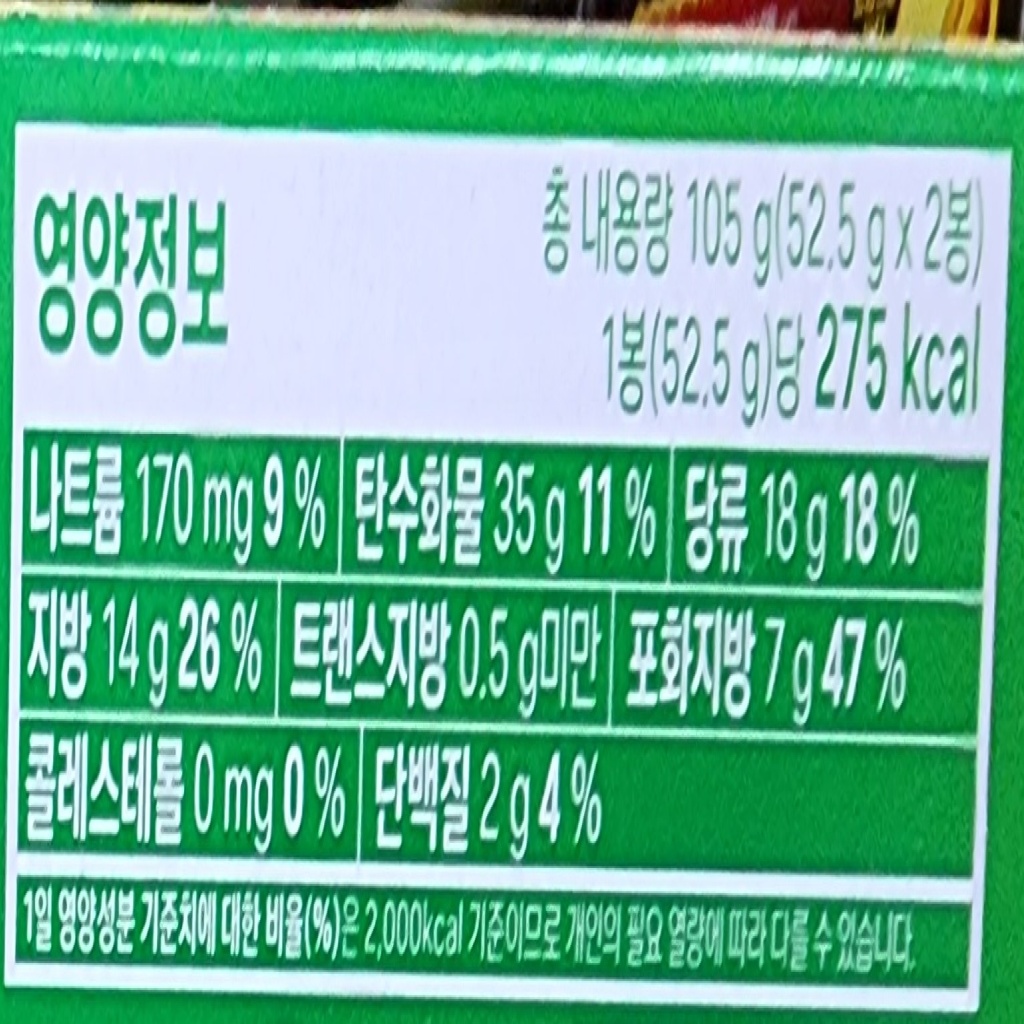 영양정보
총 내용량 105 g(52.5 g x 2봉)
1봉(52.5 g)당 275 kcal
나트륨 170 mg 9 % 탄수화물 35 g 11 % 당류 18 g 18 %
지방 14 g 26 % 트랜스지방 0.5 g미만 포화지방 7 g 47 %
콜레스테롤 0 mg 0 % 단백질 2 g 4 %
1일 영양성분 기준치에 대한 비율(%)은 2,000kcal 기준이므로 개인의 필요 열량에 따라 다를 수 있습니다.